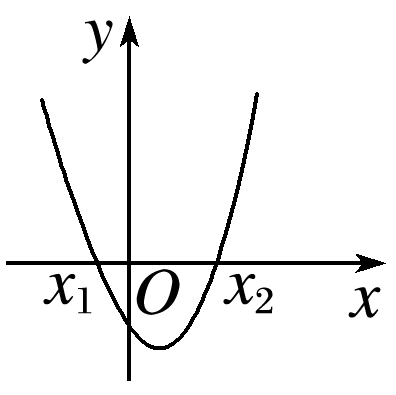 y
x₁ O x₂ x